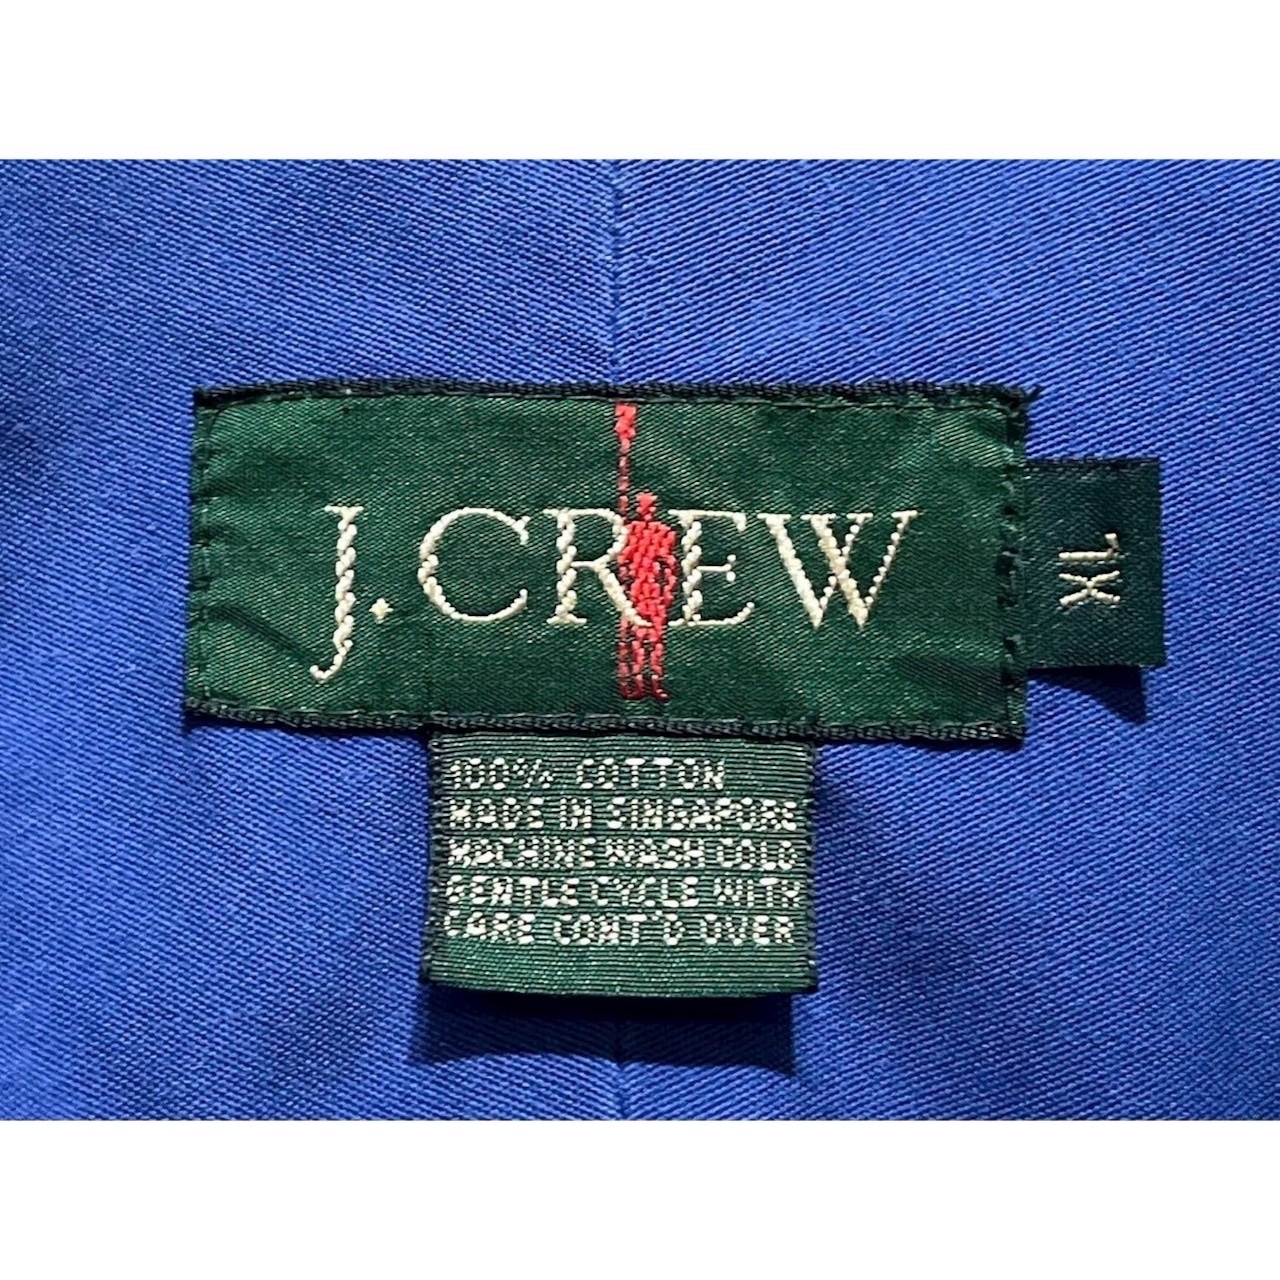 J.CREW
XL
100% COTTON
MADE IN SINGAPORE
MACHINE WASH COLD
GENTLE CYCLE WITH
CARE CONT'D OVER